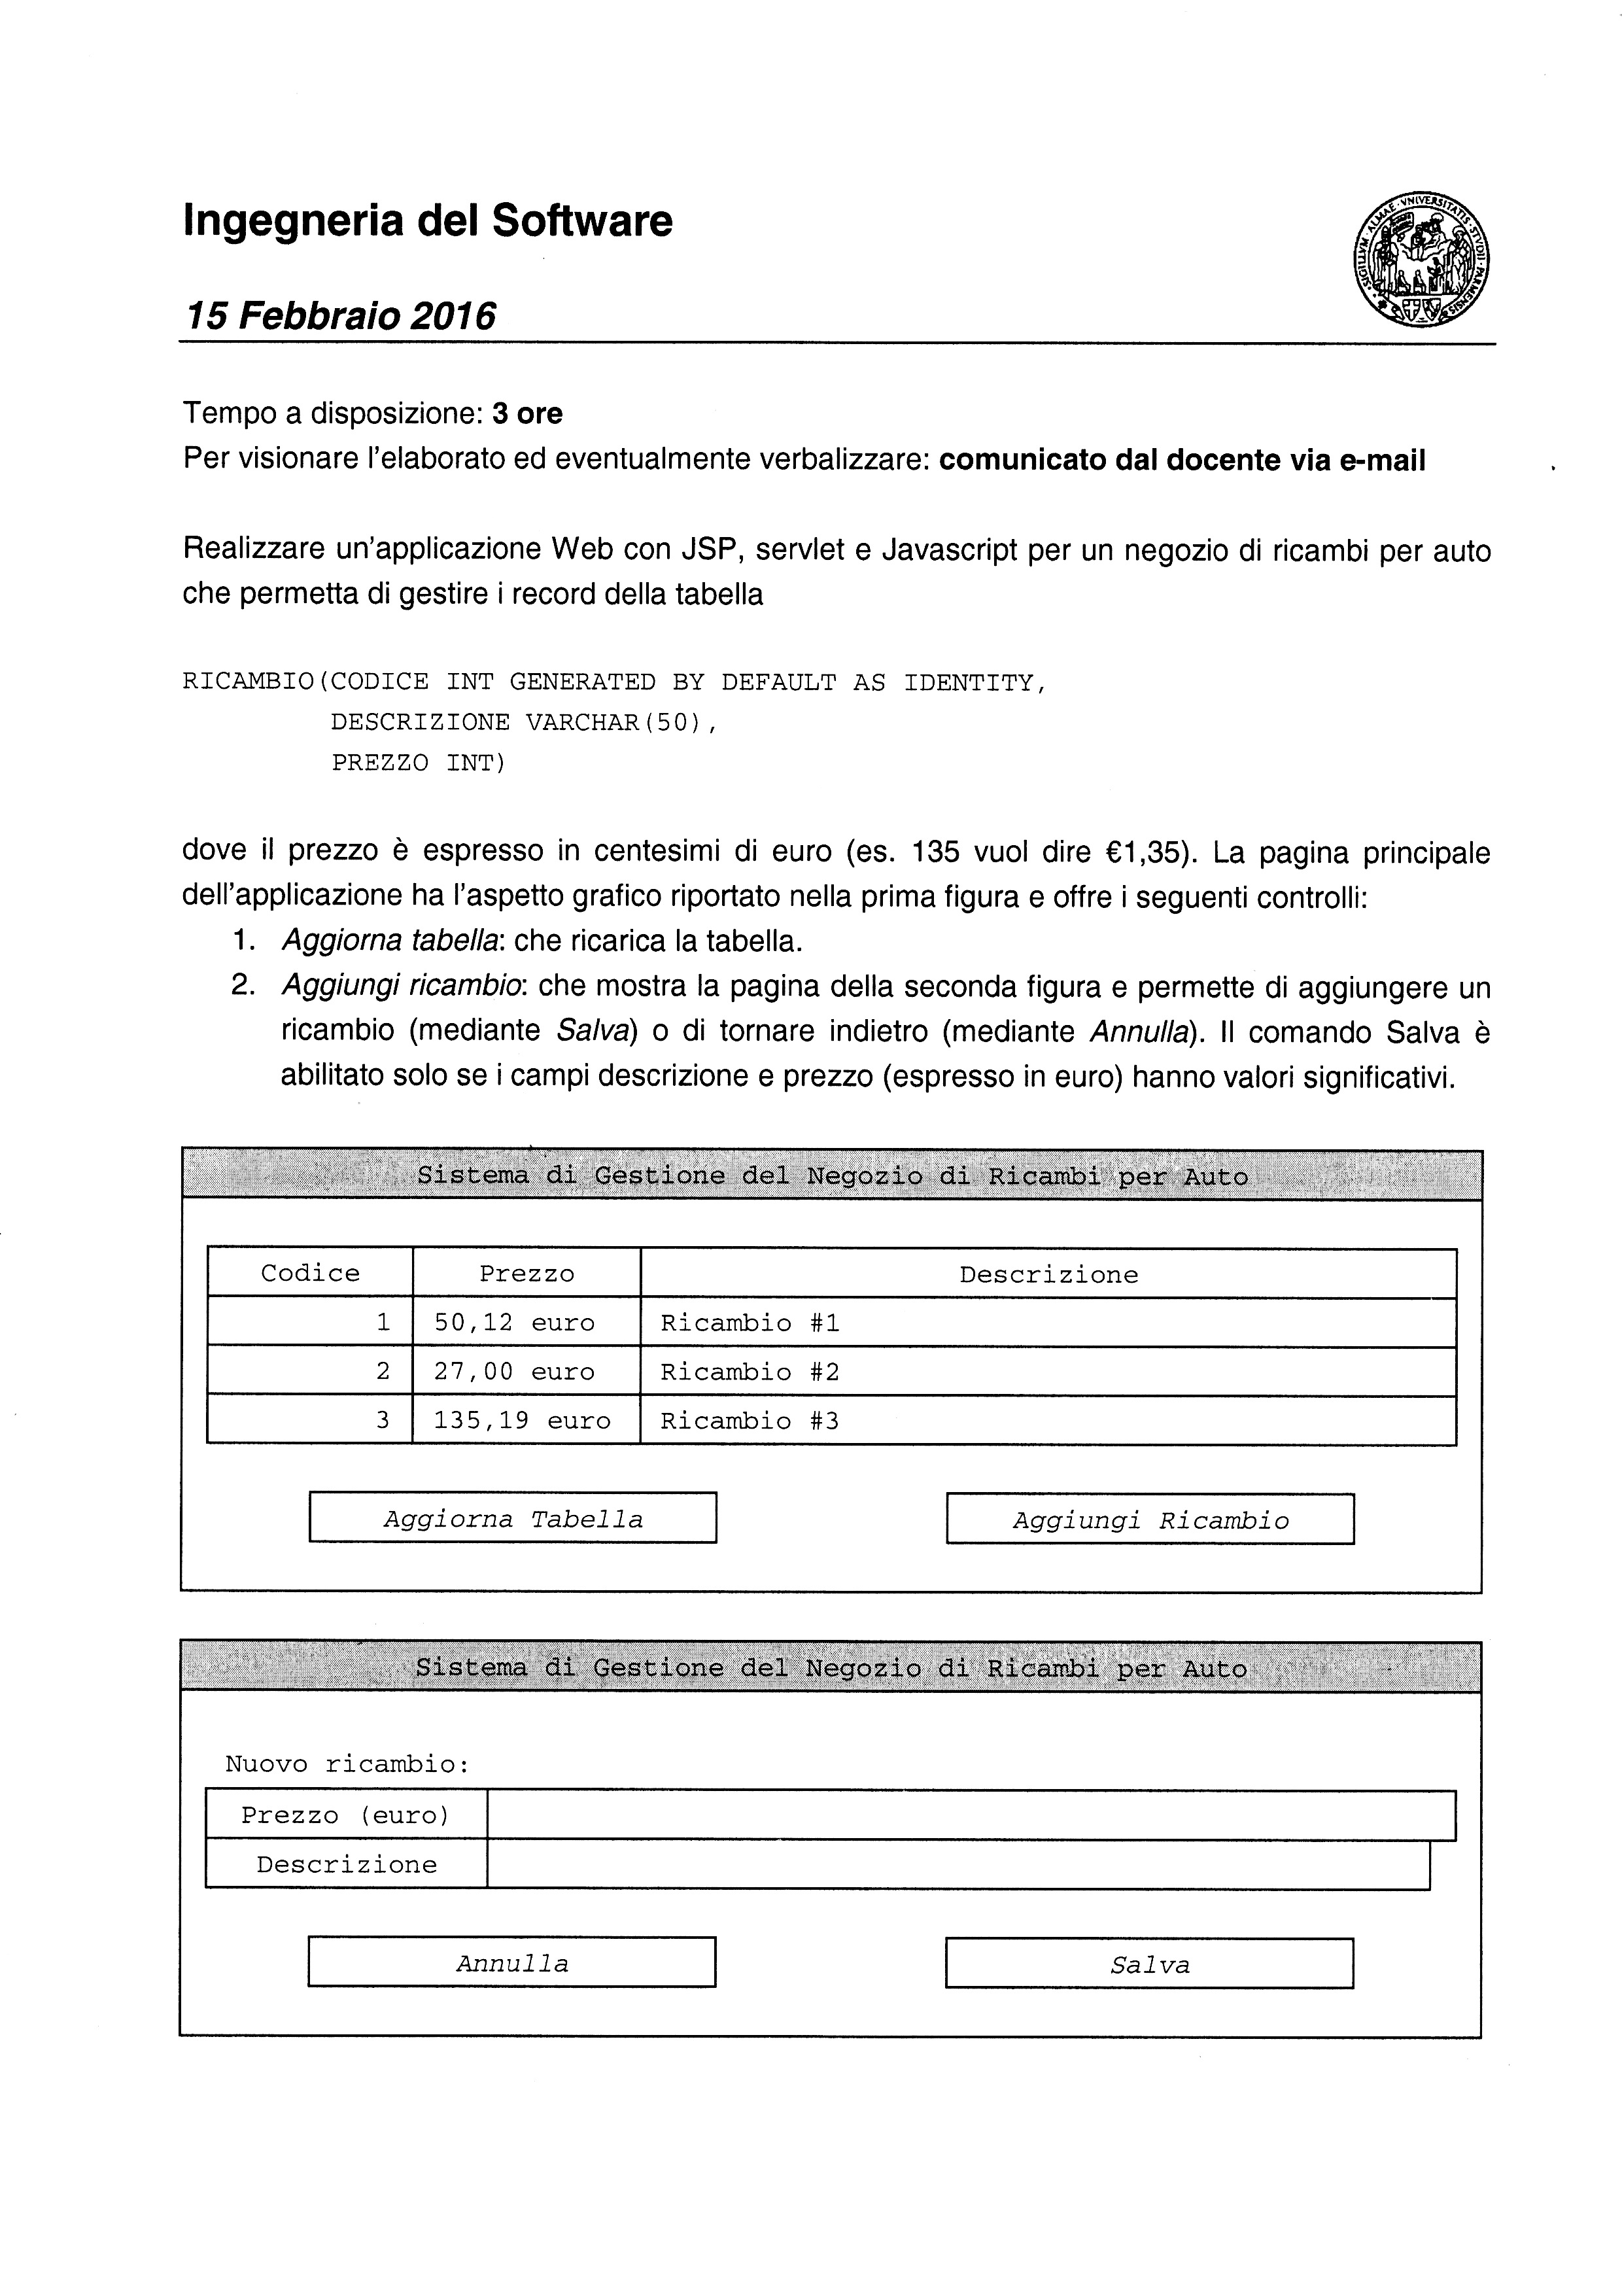 Ingegneria del Software
SIGILLVM · ALMAE · VNIVERSITATIS · STVDII · PARMENSIS
15 Febbraio 2016
Tempo a disposizione: 3 ore
Per visionare l'elaborato ed eventualmente verbalizzare: comunicato dal docente via e-mail
Realizzare un'applicazione Web con JSP, servlet e Javascript per un negozio di ricambi per auto
che permetta di gestire i record della tabella
RICAMBIO(CODICE INT GENERATED BY DEFAULT AS IDENTITY,
DESCRIZIONE VARCHAR(50),
PREZZO INT)
dove il prezzo è espresso in centesimi di euro (es. 135 vuol dire €1,35). La pagina principale
dell'applicazione ha l'aspetto grafico riportato nella prima figura e offre i seguenti controlli:
1. Aggiorna tabella: che ricarica la tabella.
2. Aggiungi ricambio: che mostra la pagina della seconda figura e permette di aggiungere un
ricambio (mediante Salva) o di tornare indietro (mediante Annulla). Il comando Salva è
abilitato solo se i campi descrizione e prezzo (espresso in euro) hanno valori significativi.
Sistema di Gestione del Negozio di Ricambi per Auto
Codice Prezzo Descrizione
1 50,12 euro Ricambio #1
2 27,00 euro Ricambio #2
3 135,19 euro Ricambio #3
Aggiorna Tabella Aggiungi Ricambio
Sistema di Gestione del Negozio di Ricambi per Auto
Nuovo ricambio:
Prezzo (euro)
Descrizione
Annulla Salva